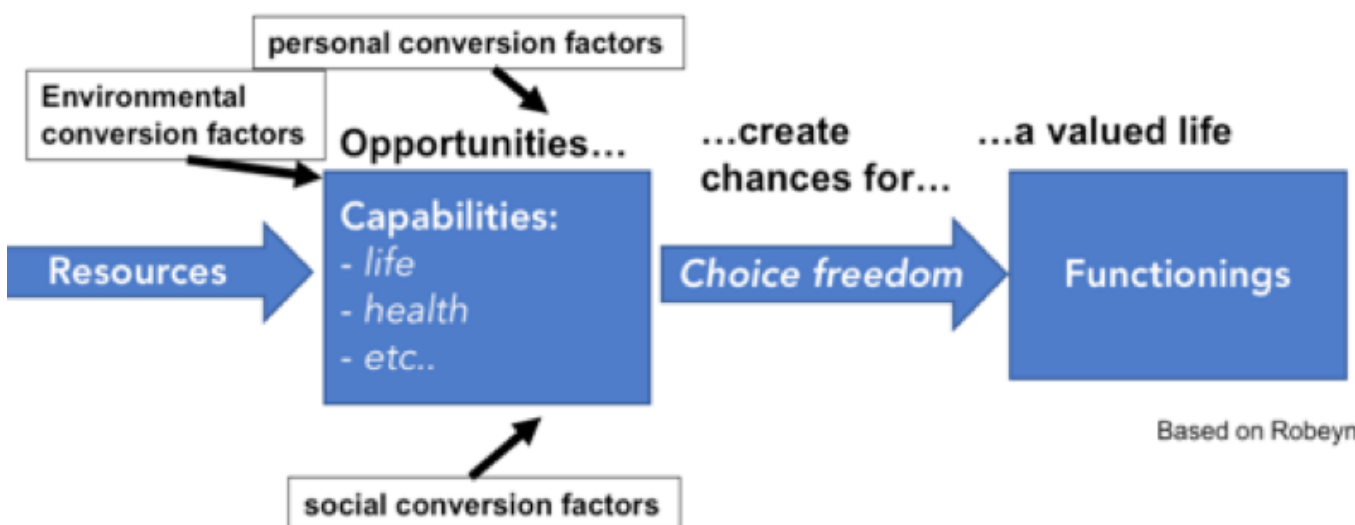 personal conversion factors
Environmental
conversion factors
Opportunities…
…create
chances for…
…a valued life
Resources
Capabilities:
- life
- health
- etc..
Choice freedom
Functionings
Based on Robeyn
social conversion factors